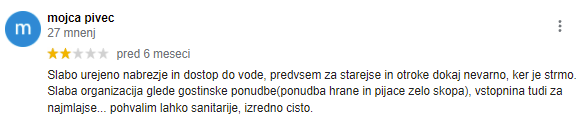 m
mojca pivec
27 mnenj
pred 6 meseci
Slabo urejeno nabrezje in dostop do vode, predvsem za starejse in otroke dokaj nevarno, ker je strmo.
Slaba organizacija glede gostinske ponudbe(ponudba hrane in pijace zelo skopa), vstopnina tudi za
najmlajse... pohvalim lahko sanitarije, izredno cisto.